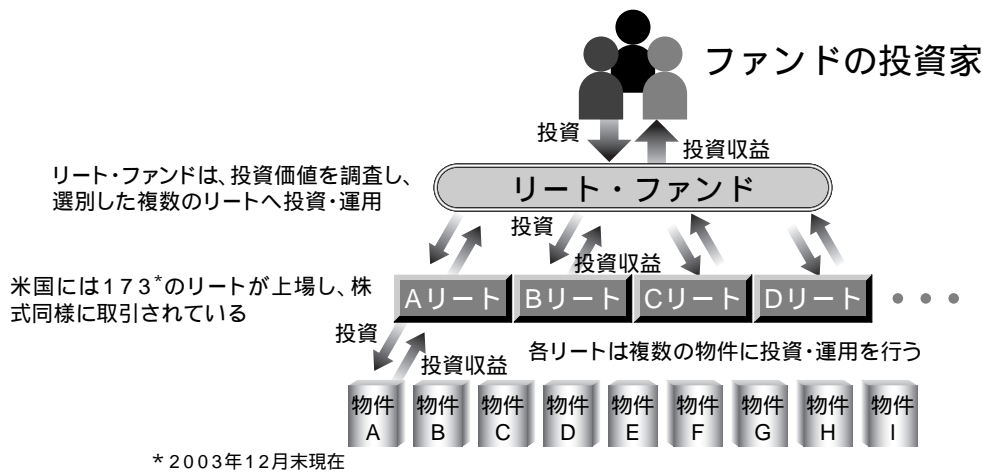 ファンドの投資家
投資
投資収益
リート・ファンドは、投資価値を調査し、
選別した複数のリートへ投資・運用
リート・ファンド
投資
投資収益
米国には173*のリートが上場し、株
式同様に取引されている
Aリート Bリート Cリート Dリート ● ● ●
投資
投資収益
各リートは複数の物件に投資・運用を行う
物件 物件 物件 物件 物件 物件 物件 物件 物件
A B C D E F G H I
*2003年12月末現在